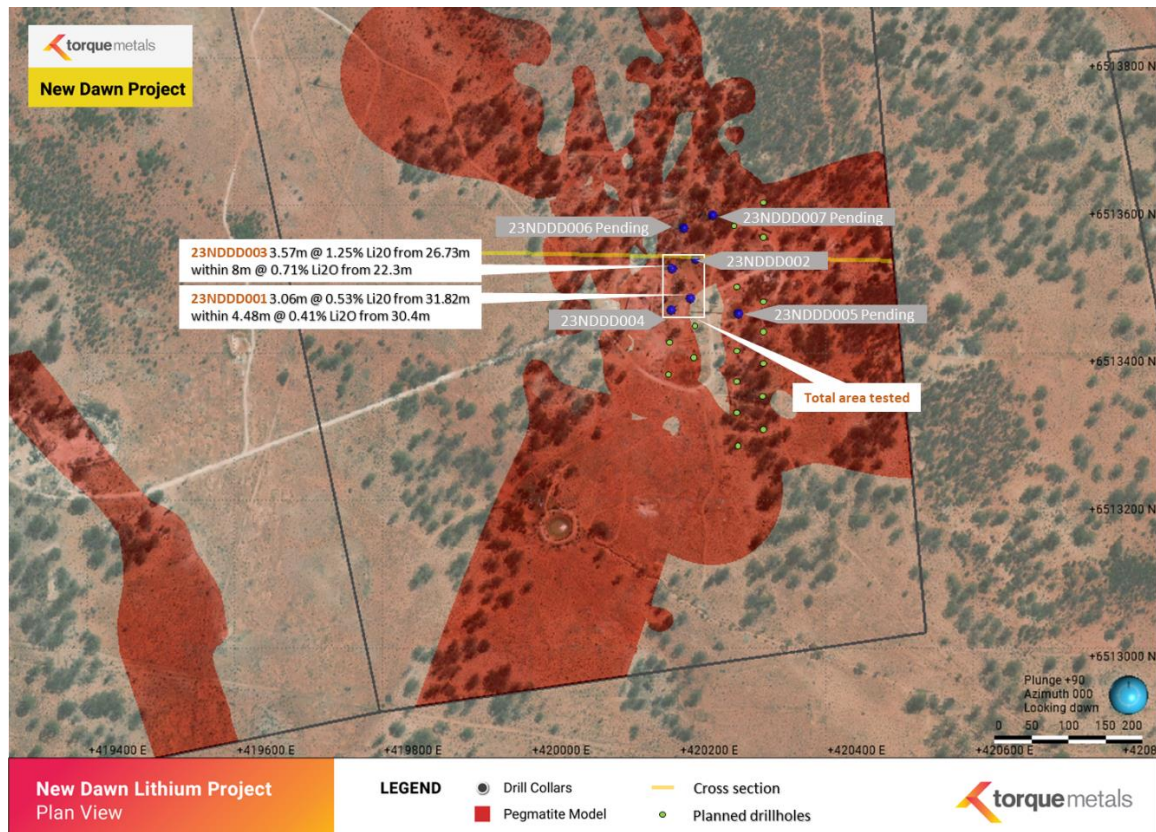 torquemetals
New Dawn Project
+6513800 N
+6513600 N
23NDDD007 Pending
23NDDD006 Pending
23NDDD003 3.57m @ 1.25% Li20 from 26.73m
within 8m @ 0.71% Li2O from 22.3m
23NDDD002
23NDDD001 3.06m @ 0.53% Li20 from 31.82m
within 4.48m @ 0.41% Li2O from 30.4m
23NDDD004
23NDDD005 Pending
+6513400 N
Total area tested
+6513200 N
+6513000 N
Plunge +90
Azimuth 000
Looking down
0 50 100 150 200
+419400 E +419600 E +419800 E +420000 E +420200 E +420400 E +420600 E +4208
New Dawn Lithium Project
Plan View
LEGEND
Drill Collars
Cross section
Pegmatite Model
Planned drillholes
torquemetals